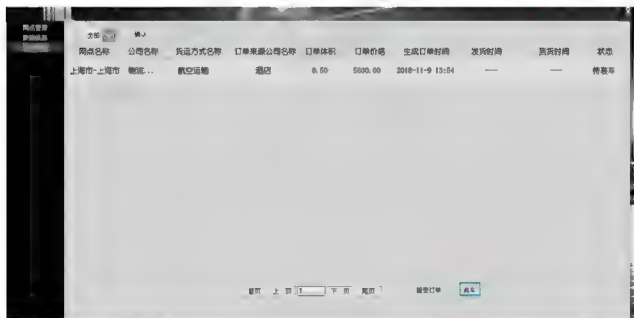 网点管理
全部 确认
网点名称 公司名称 货运方式名称 订单来源公司名称 订单体积 订单价格 生成订单时间 发货时间 到货时间 状态
上海市-上海市 物流... 航空运输 酒店 0.50 5600.00 2018-11-9 13:54 —— —— 待装车
首页 上 页 1 下 页 尾页 接受订单 装车